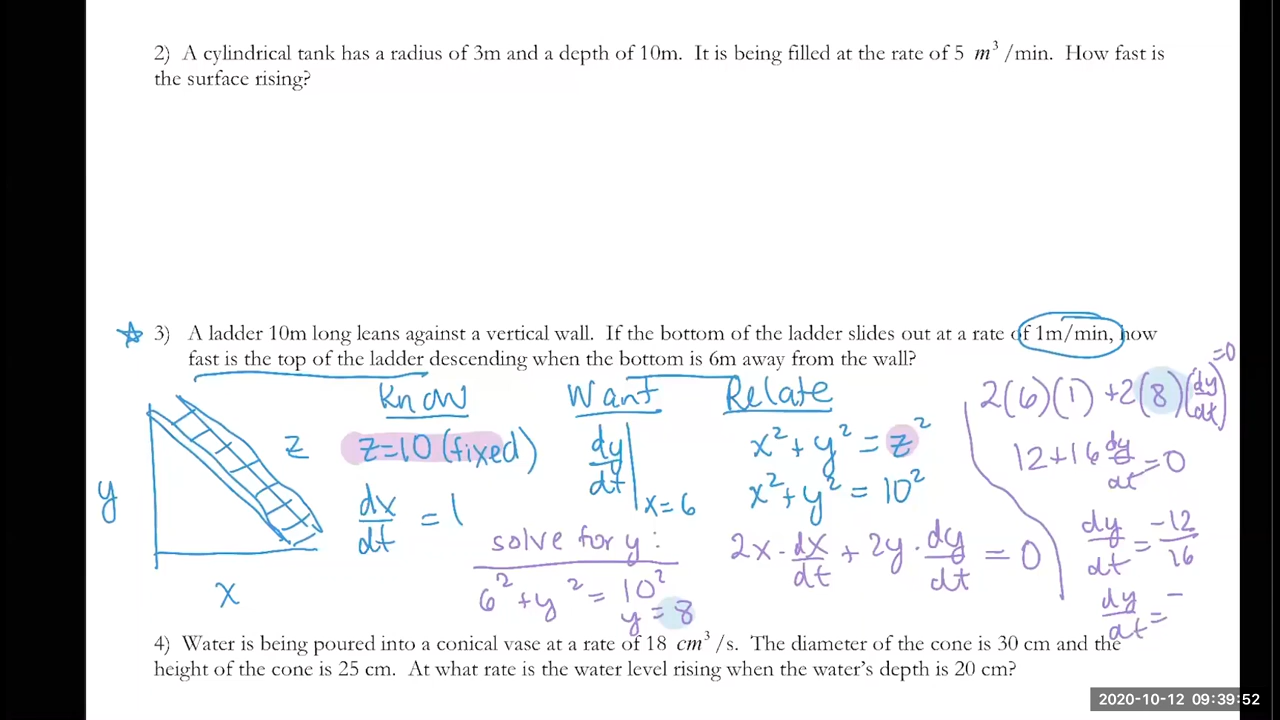 2) A cylindrical tank has a radius of 3m and a depth of 10m. It is being filled at the rate of 5 m³/min. How fast is
the surface rising?
3) A ladder 10m long leans against a vertical wall. If the bottom of the ladder slides out at a rate of 1m/min, how
fast is the top of the ladder descending when the bottom is 6m away from the wall?
Know
z=10 (fixed)
dx/dt = 1
Want
dy/dt | x=6
Relate
x² + y² = z²
x² + y² = 10²
2x · dx/dt + 2y · dy/dt = 0
solve for y:
6² + y² = 10²
y = 8
2(6)(1) + 2(8)(dy/dt) = 0
12 + 16 dy/dt = 0
dy/dt = -12/16
dy/dt = -
z
y
x
4) Water is being poured into a conical vase at a rate of 18 cm³/s. The diameter of the cone is 30 cm and the
height of the cone is 25 cm. At what rate is the water level rising when the water's depth is 20 cm?
2020-10-12 09:39:52